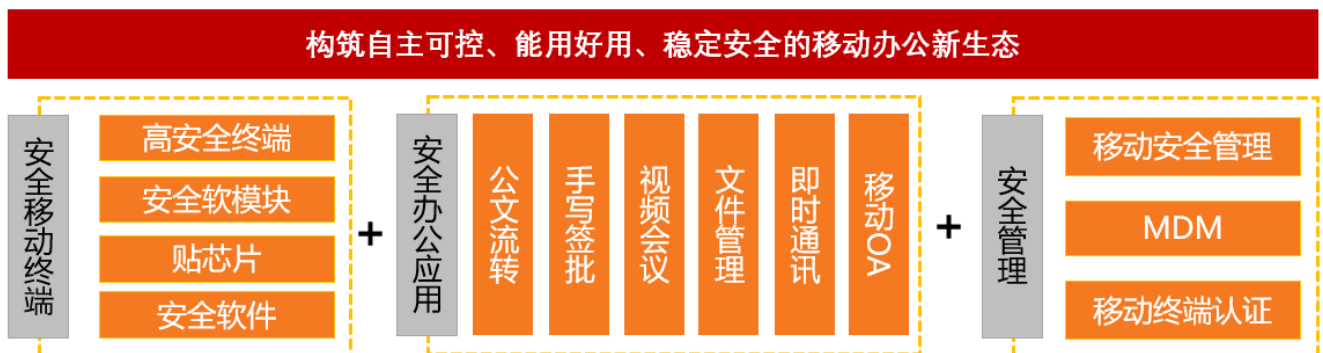 构筑自主可控、能用好用、稳定安全的移动办公新生态
安全移动终端
高安全终端
安全软模块
贴芯片
安全软件
+
安全办公应用
公文流转
手写签批
视频会议
文件管理
即时通讯
移动OA
+
安全管理
移动安全管理
MDM
移动终端认证